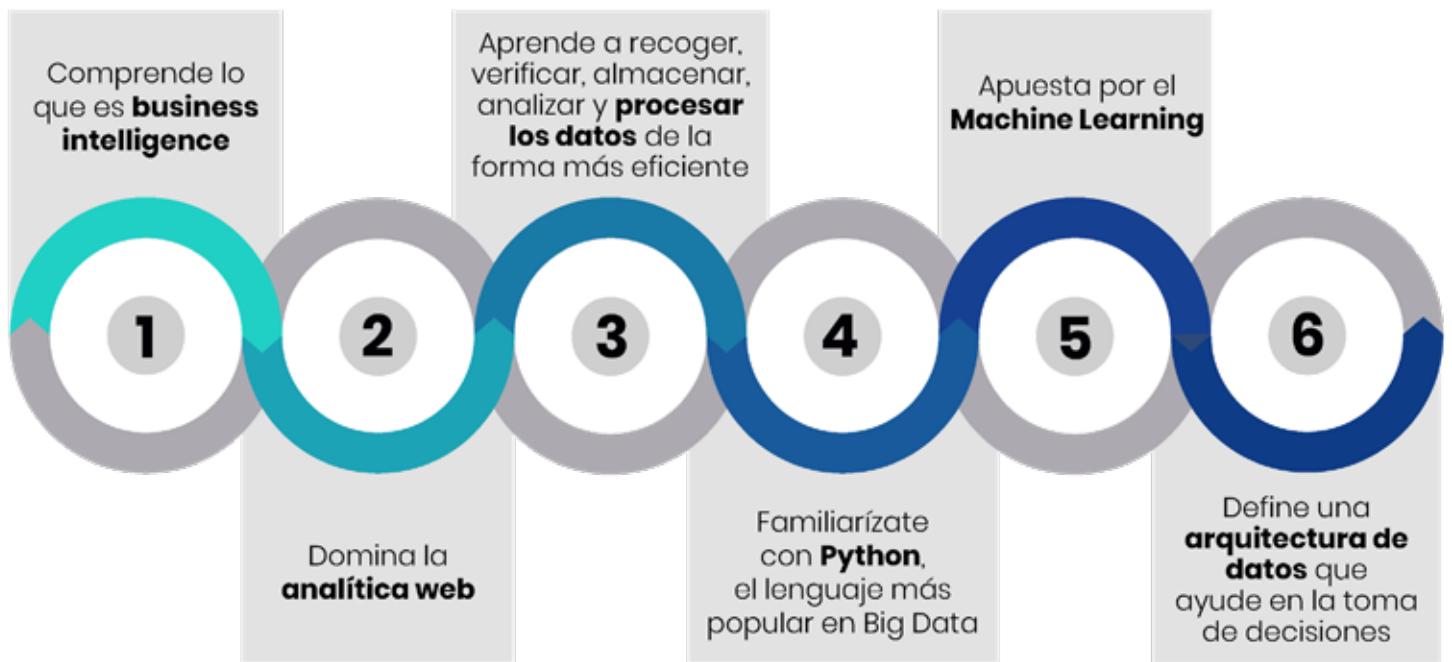 Comprende lo
que es business
intelligence
1
Domina la
analítica web
2
Aprende a recoger,
verificar, almacenar,
analizar y procesar
los datos de la
forma más eficiente
3
Familiarízate
con Python,
el lenguaje más
popular en Big Data
4
Apuesta por el
Machine Learning
5
Define una
arquitectura de
datos que
ayude en la toma
de decisiones
6